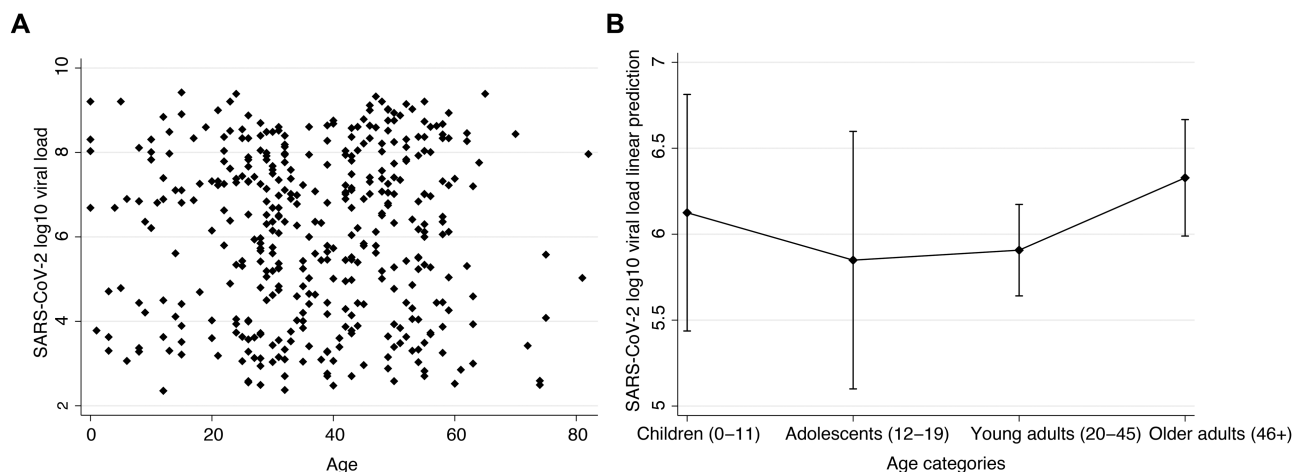 A
B
SARS-CoV-2 log10 viral load
10
8
6
4
2
0
20
40
60
80
Age
SARS-CoV-2 log10 viral load linear prediction
7
6.5
6
5.5
5
Children (0–11)
Adolescents (12–19)
Young adults (20–45)
Older adults (46+)
Age categories